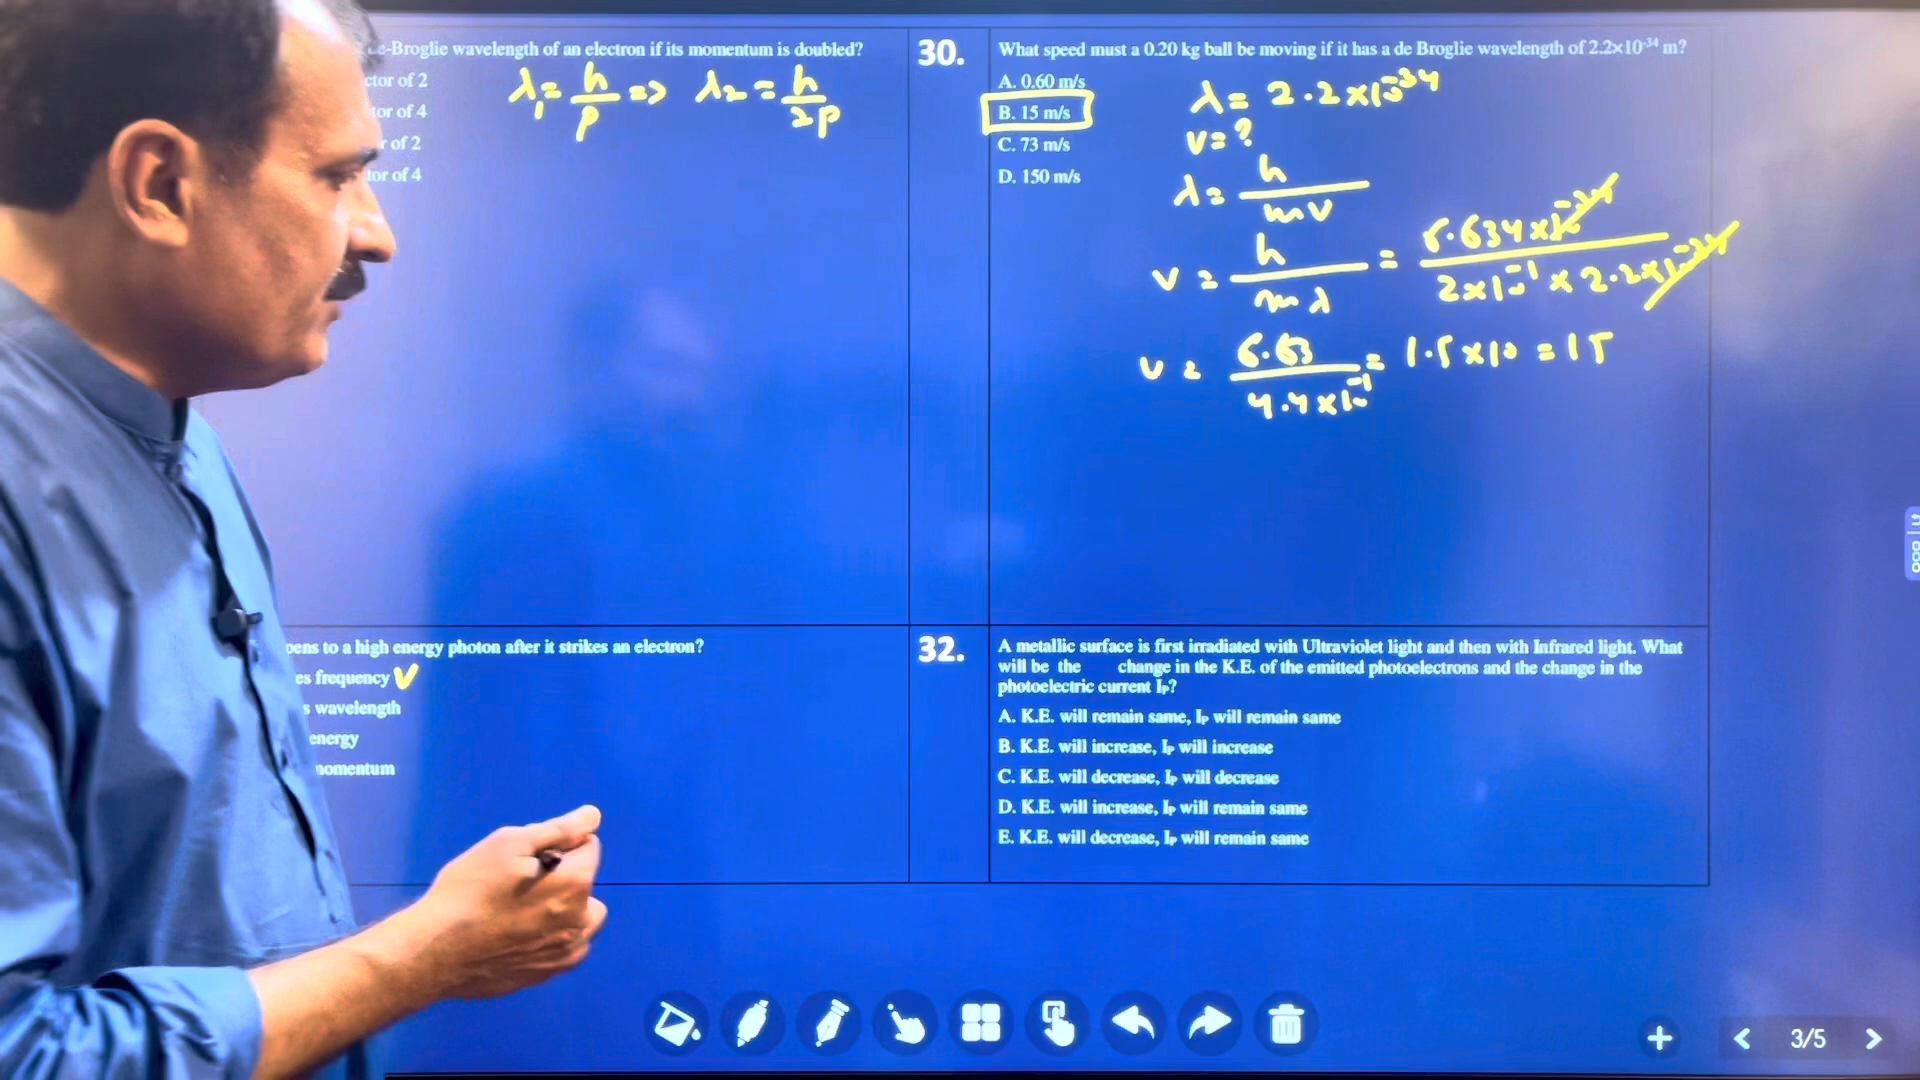 -Broglie wavelength of an electron if its momentum is doubled?
ctor of 2
tor of 4
r of 2
tor of 4
λ₁ = h/p => λ₂ = h/2p
30.
What speed must a 0.20 kg ball be moving if it has a de Broglie wavelength of 2.2×10⁻³⁴ m?
A. 0.60 m/s
B. 15 m/s
C. 73 m/s
D. 150 m/s
λ = 2.2×10⁻³⁴
v = ?
λ = h/mv
v = h/mλ = 6.634×10⁻³⁴/2×10⁻¹ × 2.2×10⁻³⁴
v = 6.63/4.4×10⁻¹ = 1.5×10 = 15
pens to a high energy photon after it strikes an electron?
es frequency
s wavelength
energy
momentum
32.
A metallic surface is first irradiated with Ultraviolet light and then with Infrared light. What
will be the change in the K.E. of the emitted photoelectrons and the change in the
photoelectric current Iₚ?
A. K.E. will remain same, Iₚ will remain same
B. K.E. will increase, Iₚ will increase
C. K.E. will decrease, Iₚ will decrease
D. K.E. will increase, Iₚ will remain same
E. K.E. will decrease, Iₚ will remain same
3/5